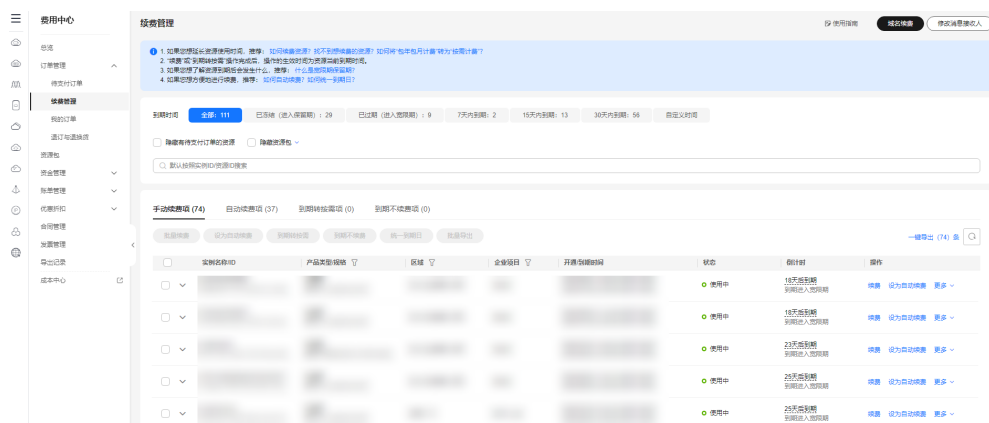 费用中心
总览
订单管理
待支付订单
续费管理
我的订单
退订与退换货
资源包
资金管理
账单管理
优惠折扣
合同管理
发票管理
导出记录
成本中心
续费管理
使用指南
域名续费
修改消息接收人
1. 如果您想延长资源使用时间，推荐： 如何续费资源？找不到想续费的资源？如何将“包年包月计费”转为“按需计费”？
2. “续费”或“到期转按需”操作完成后，操作的生效时间为资源当前到期时间。
3. 如果您想了解资源到期后会发生什么，推荐： 什么是宽限期保留期？
4. 如果您想方便地进行续费，推荐： 如何自动续费？如何统一到期日？
到期时间 全部：111 已冻结（进入保留期）：29 已过期（进入宽限期）：9 7天内到期：2 15天内到期：13 30天内到期：56 自定义时间
隐藏有待支付订单的资源 隐藏资源包
默认按照实例ID/资源ID搜索
手动续费项 (74) 自动续费项 (37) 到期转按需项 (0) 到期不续费项 (0)
批量续费 设为自动续费 到期转按需 到期不续费 统一到期日 批量导出
一键导出（74）条
实例名称/ID 产品类型/规格 区域 企业项目 开通/到期时间 状态 倒计时 操作
使用中 18天后到期 到期进入宽限期 续费 设为自动续费 更多
使用中 18天后到期 到期进入宽限期 续费 设为自动续费 更多
使用中 23天后到期 到期进入宽限期 续费 设为自动续费 更多
使用中 25天后到期 到期进入宽限期 续费 设为自动续费 更多
使用中 25天后到期 到期进入宽限期 续费 设为自动续费 更多